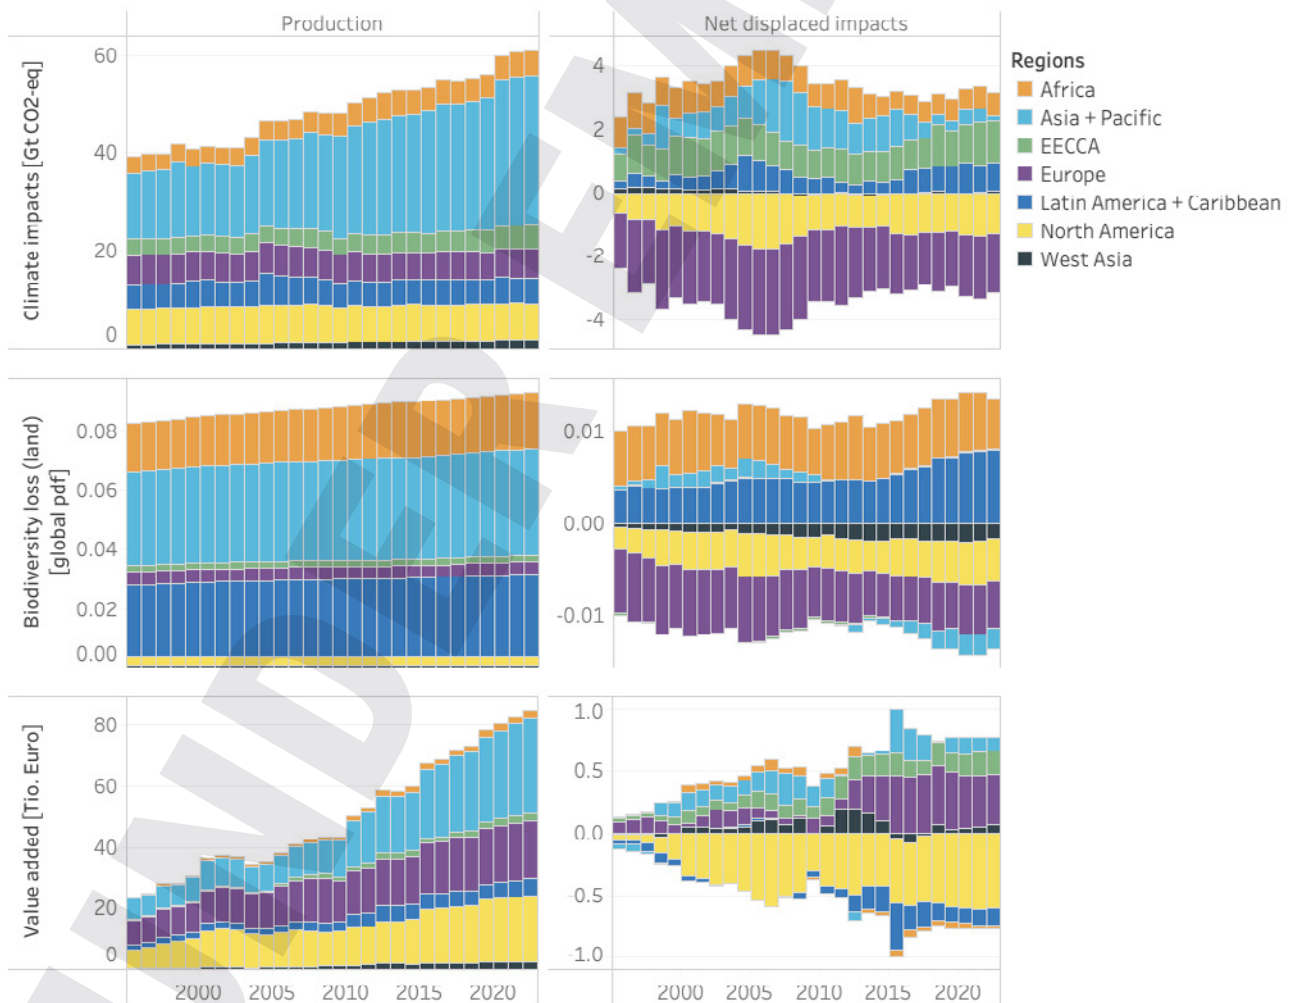 Production
Net displaced impacts
Climate impacts [Gt CO2-eq]
60
40
20
0
4
2
0
-2
-4
Regions
Africa
Asia + Pacific
EECCA
Europe
Latin America + Caribbean
North America
West Asia
Biodiversity loss (land)
[global pdf]
0.08
0.06
0.04
0.02
0.00
0.01
0.00
-0.01
Value added [Tio. Euro]
80
60
40
20
0
1.0
0.5
0.0
-0.5
-1.0
2000 2005 2010 2015 2020
2000 2005 2010 2015 2020
UNDER EM